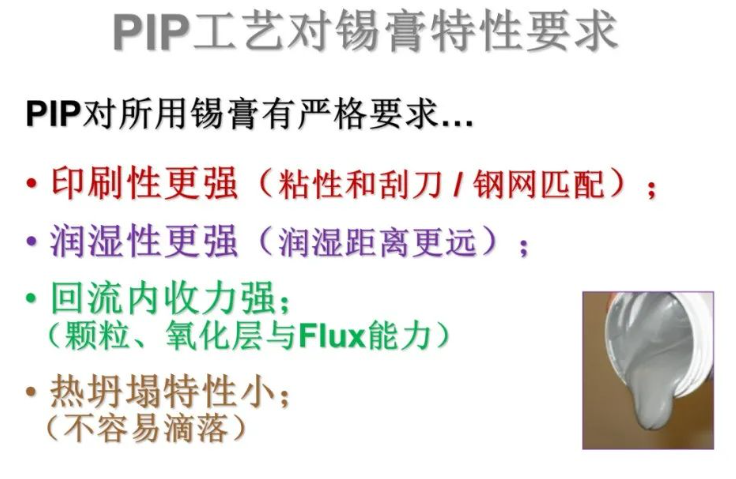 PIP工艺对锡膏特性要求
PIP对所用锡膏有严格要求…
• 印刷性更强（粘性和刮刀 / 钢网匹配）；
• 润湿性更强（润湿距离更远）；
• 回流内收力强；
（颗粒、氧化层与Flux能力）
• 热坍塌特性小；
（不容易滴落）